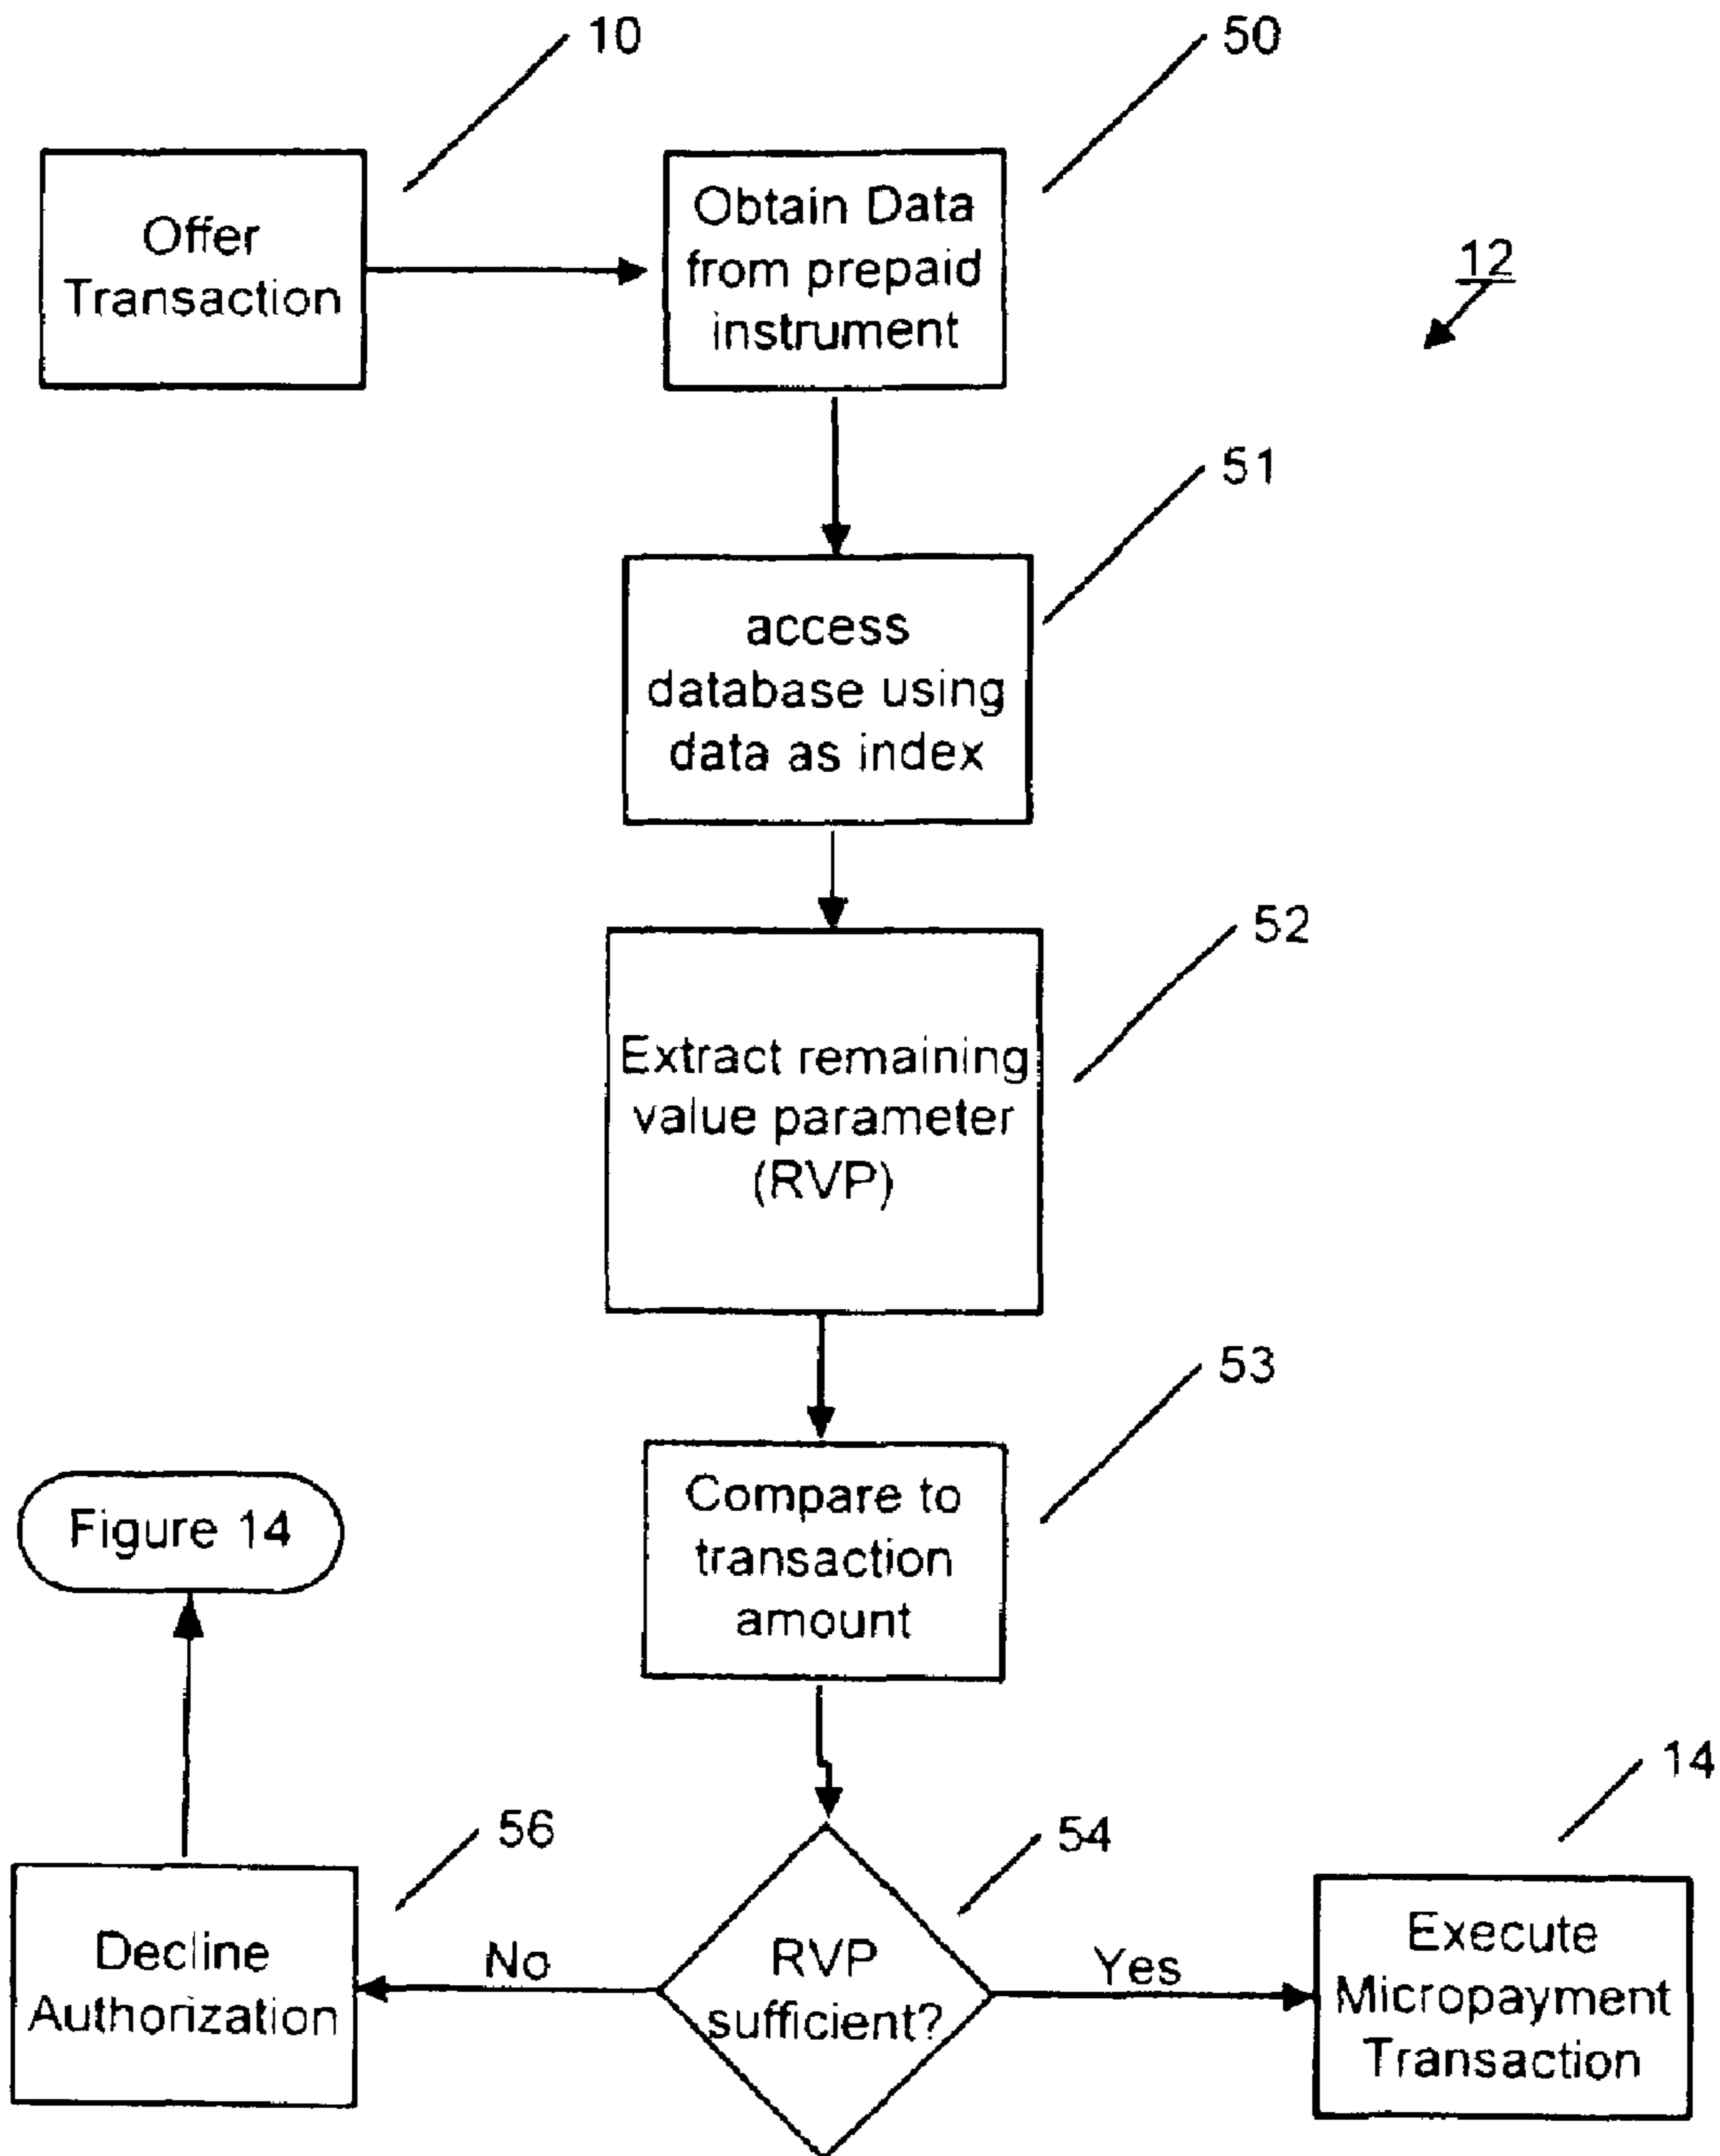 10
50
Offer
Transaction
Obtain Data
from prepaid
instrument
12
51
access
database using
data as index
52
Extract remaining
value parameter
(RVP)
53
Compare to
transaction
amount
Figure 14
14
56
54
Decline
Authorization
No
RVP
sufficient?
Yes
Execute
Micropayment
Transaction